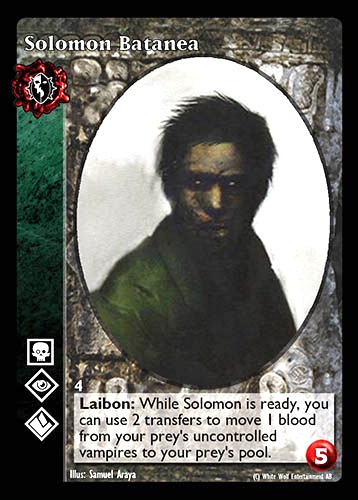 Solomon Batanea
4
Laibon: While Solomon is ready, you
can use 2 transfers to move 1 blood
from your prey's uncontrolled
vampires to your prey's pool.
5
Illus: Samuel Araya
(C) White Wolf Entertainment AB